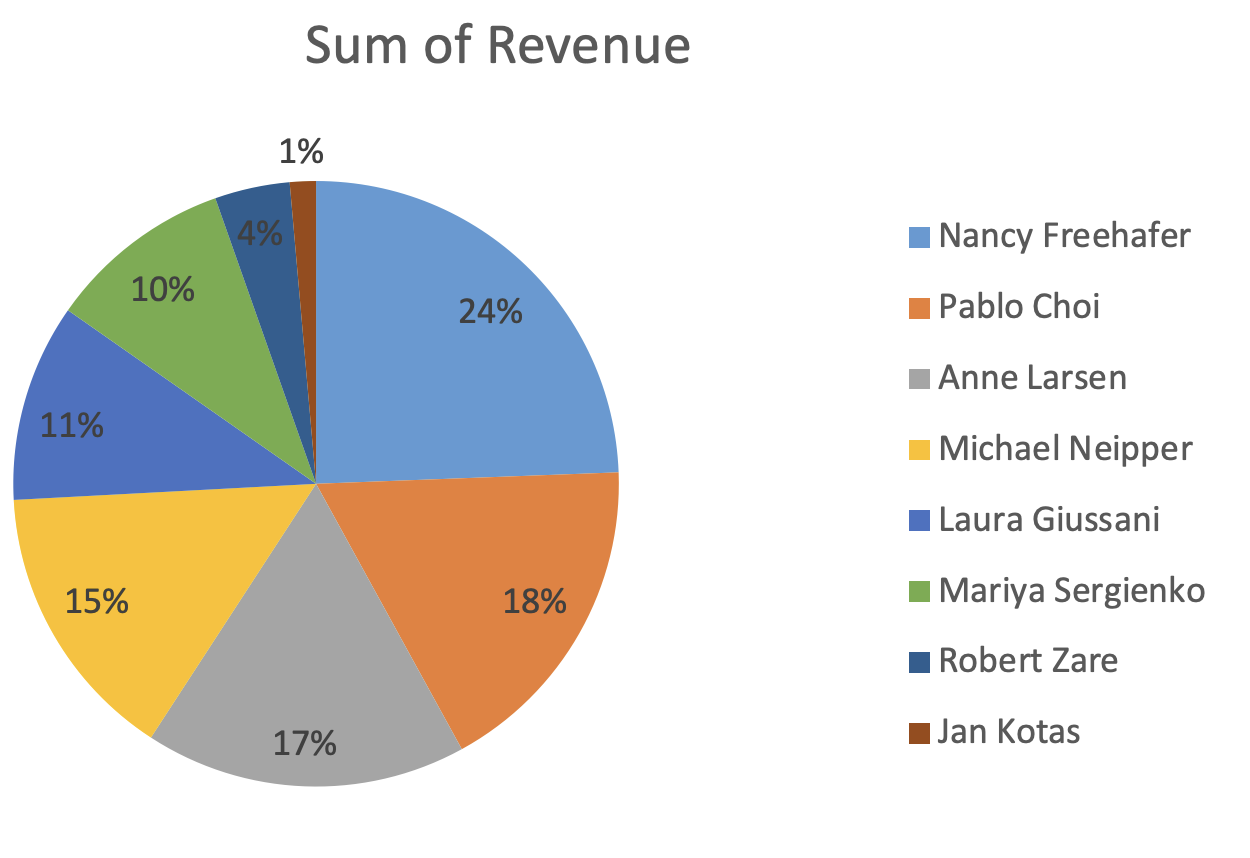 Sum of Revenue
1%
4%
10%
24%
11%
18%
15%
17%
Nancy Freehafer
Pablo Choi
Anne Larsen
Michael Neipper
Laura Giussani
Mariya Sergienko
Robert Zare
Jan Kotas